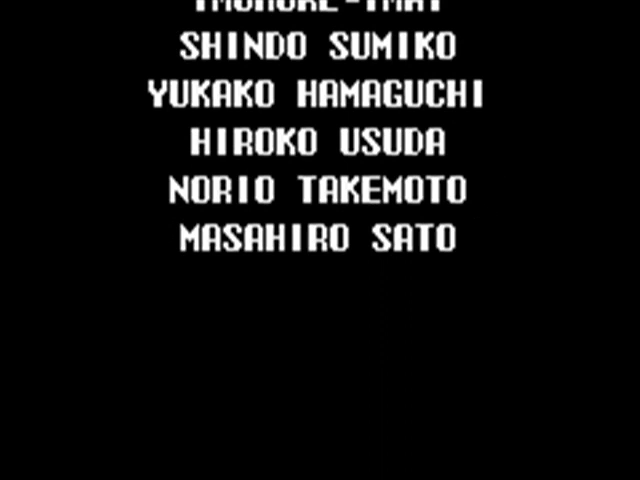 SHINDO SUMIKO
YUKAKO HAMAGUCHI
HIROKO USUDA
NORIO TAKEMOTO
MASAHIRO SATO